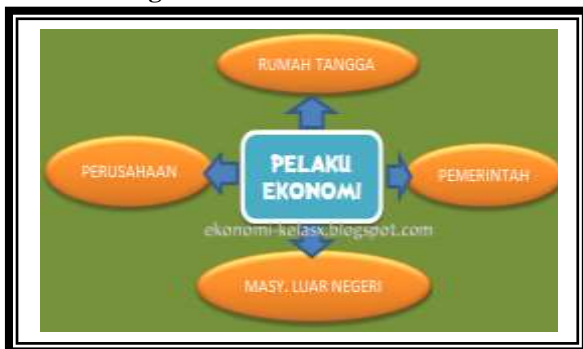 RUMAH TANGGA
PERUSAHAAN
PELAKU
EKONOMI
PEMERINTAH
ekonomi-kelasx.blogspot.com
MASY. LUAR NEGERI